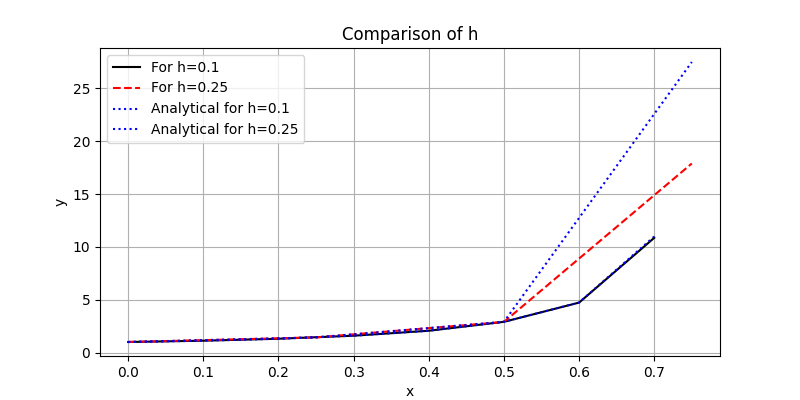 Comparison of h
For h=0.1
For h=0.25
Analytical for h=0.1
Analytical for h=0.25
25
20
15
10
5
0
y
0.0 0.1 0.2 0.3 0.4 0.5 0.6 0.7
x